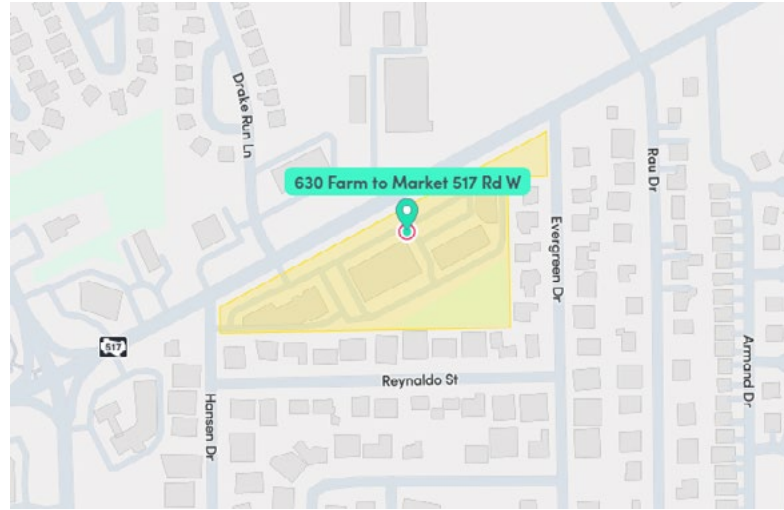 Drake Run Ln
630 Farm to Market 517 Rd W
Rau Dr
Evergreen Dr
517
Armand Dr
Reynaldo St
Hansen Dr